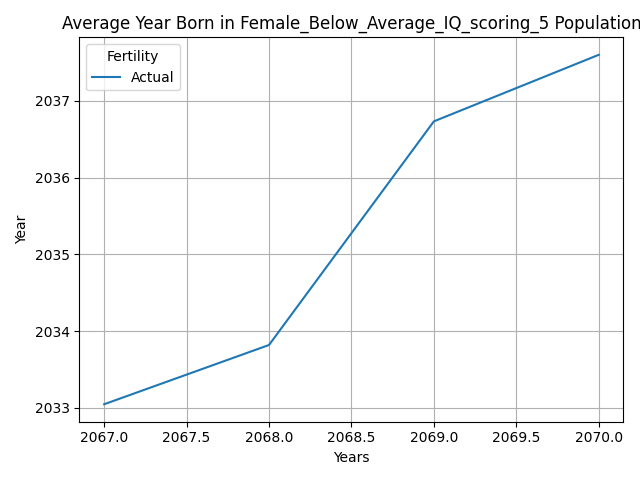 Average Year Born in Female_Below_Average_IQ_scoring_5 Population
Fertility
Actual
2037
2036
2035
2034
2033
Year
2067.0 2067.5 2068.0 2068.5 2069.0 2069.5 2070.0
Years